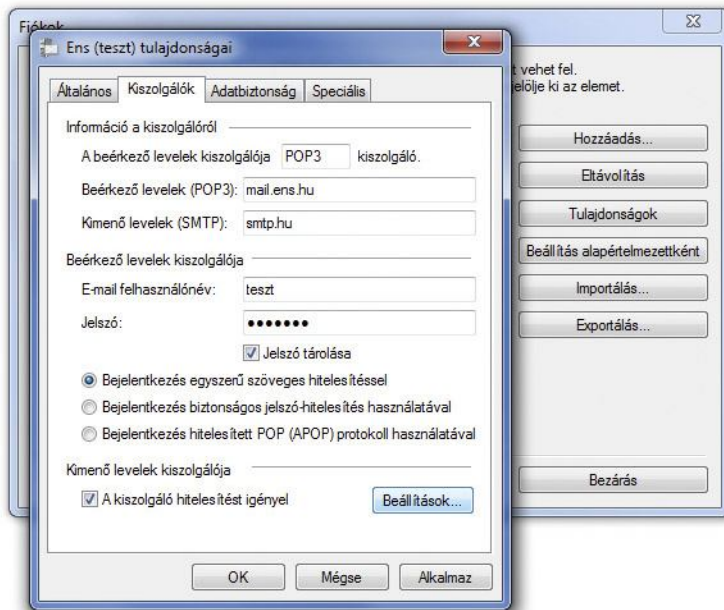 Fiókok
Ens (teszt) tulajdonságai
Általános Kiszolgálók Adatbiztonság Speciális
Információ a kiszolgálóról
A beérkező levelek kiszolgálója POP3 kiszolgáló.
Beérkező levelek (POP3): mail.ens.hu
Kimenő levelek (SMTP): smtp.hu
Beérkező levelek kiszolgálója
E-mail felhasználónév: teszt
Jelszó: •••••••
Jelszó tárolása
Bejelentkezés egyszerű szöveges hitelesítéssel
Bejelentkezés biztonságos jelszó-hitelesítés használatával
Bejelentkezés hitelesített POP (APOP) protokoll használatával
Kimenő levelek kiszolgálója
A kiszolgáló hitelesítést igényel Beállítások...
OK Mégse Alkalmaz
vehet fel.
jelölje ki az elemet.
Hozzáadás...
Eltávolítás
Tulajdonságok
Beállítás alapértelmezettként
Importálás...
Exportálás...
Bezárás